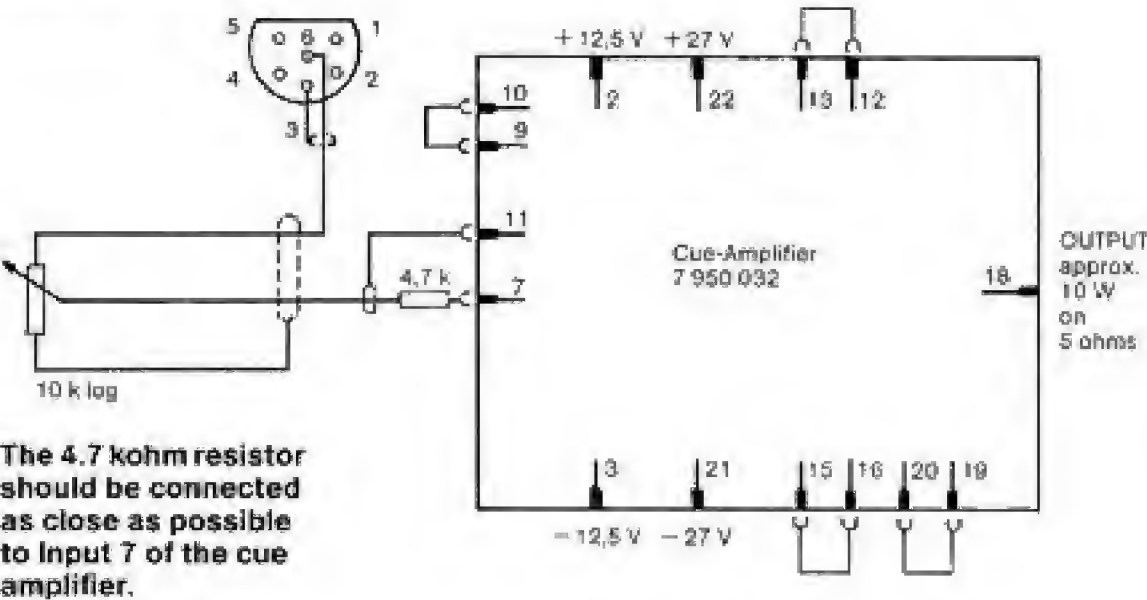 5
6
1
4
2
3
+ 12,5 V
+ 27 V
2
22
13
12
10
9
11
4,7 k
7
Cue-Amplifier
7 950 032
18
OUTPUT
approx.
10 W
on
5 ohms
10 k log
3
21
15
16
20
19
– 12,5 V
– 27 V
The 4.7 kohm resistor
should be connected
as close as possible
to Input 7 of the cue
amplifier.